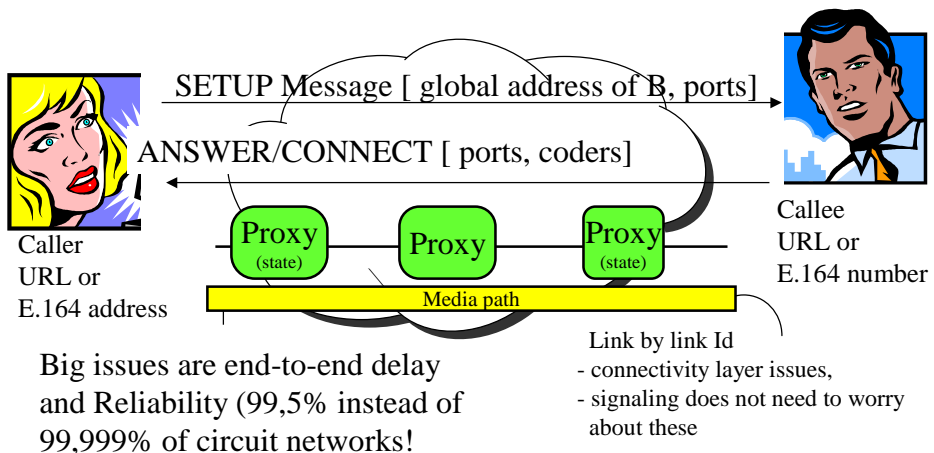 SETUP Message [ global address of B, ports]
ANSWER/CONNECT [ ports, coders]
Caller
URL or
E.164 address
Callee
URL or
E.164 number
Proxy
(state)
Proxy
Proxy
(state)
Media path
Big issues are end-to-end delay
and Reliability (99,5% instead of
99,999% of circuit networks!
Link by link Id
- connectivity layer issues,
- signaling does not need to worry
about these